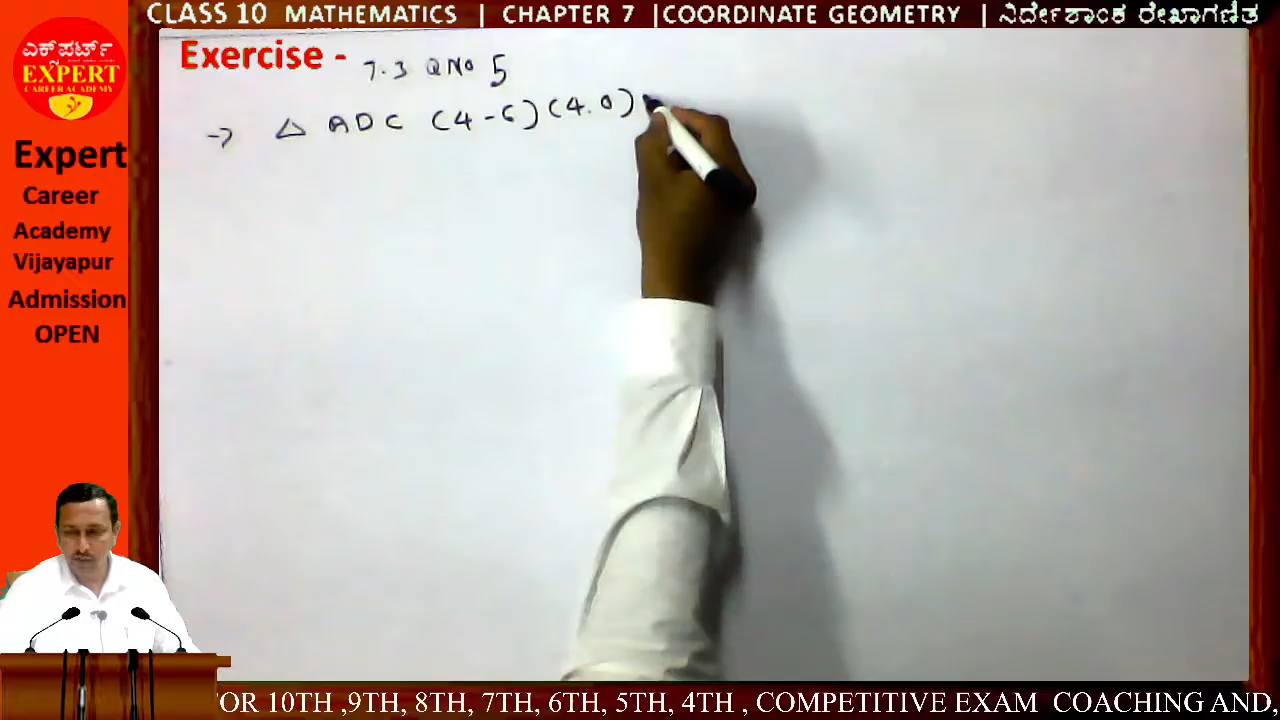 CLASS 10 MATHEMATICS | CHAPTER 7 |COORDINATE GEOMETRY | ನಿರ್ದೇಶಾಂಕ ರೇಖಾಗಣಿತ
ಎಕ್ಸ್‌ಪರ್ಟ್
EXPERT
CAREER ACADEMY
Expert
Career
Academy
Vijayapur
Admission
OPEN
Exercise - 7.3 Q No 5
→ △ ADC (4-6) (4.0)
OR 10TH ,9TH, 8TH, 7TH, 6TH, 5TH, 4TH , COMPETITIVE EXAM COACHING AND,